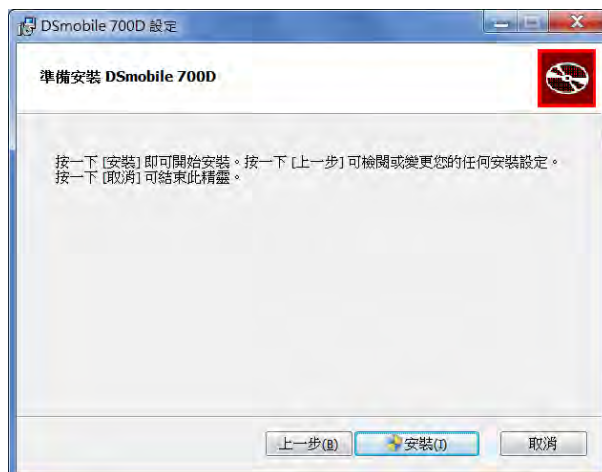 DSmobile 700D 設定
準備安裝 DSmobile 700D
按一下 [安裝] 即可開始安裝。按一下 [上一步] 可檢閱或變更您的任何安裝設定。
按一下 [取消] 可結束此精靈。
上一步(B) 安裝(I) 取消